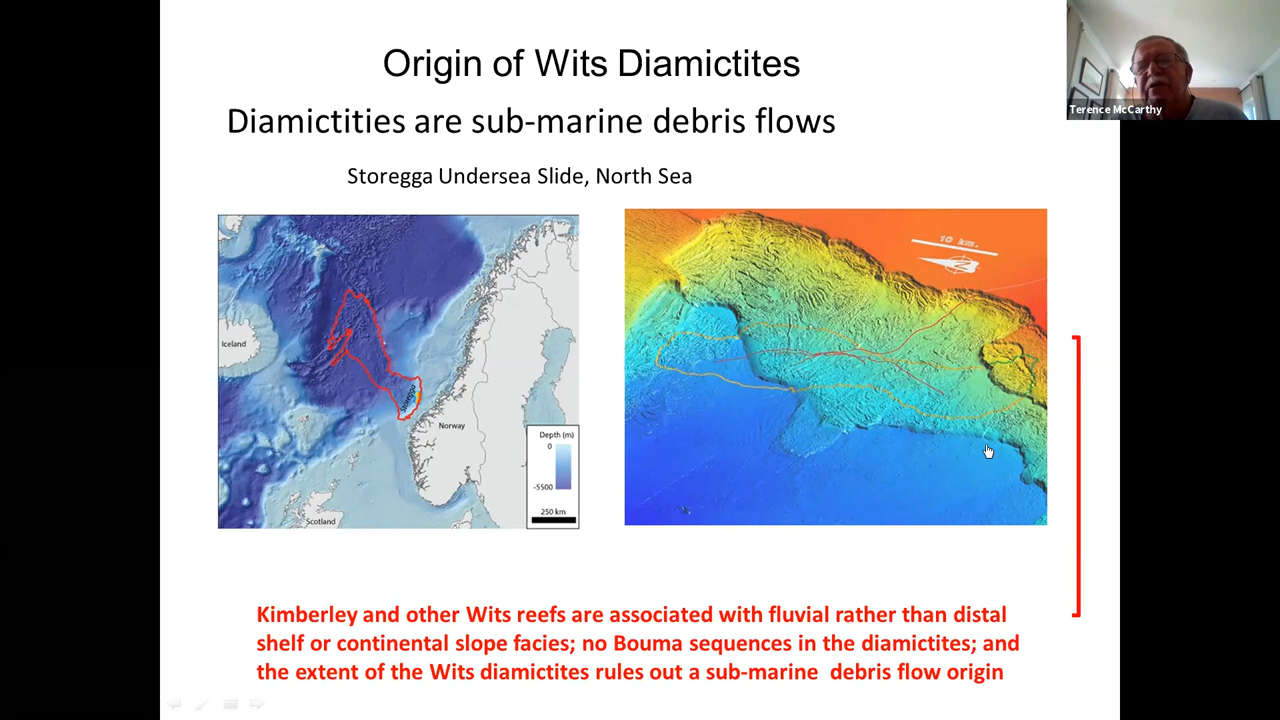 Origin of Wits Diamictites
Terence McCarthy
Diamictities are sub-marine debris flows
Storegga Undersea Slide, North Sea
10 km.
Iceland
Storegga
Norway
Depth (m)
0
-5500
250 km
Scotland
Kimberley and other Wits reefs are associated with fluvial rather than distal
shelf or continental slope facies; no Bouma sequences in the diamictites; and
the extent of the Wits diamictites rules out a sub-marine debris flow origin